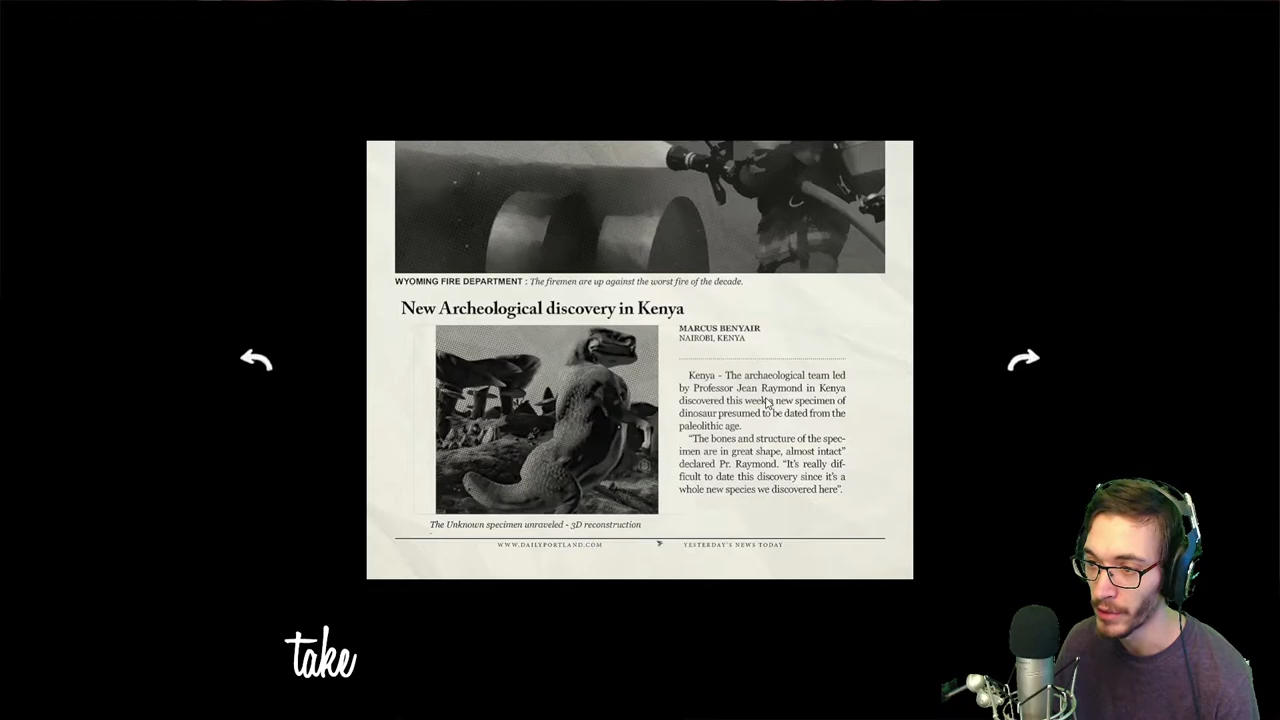 WYOMING FIRE DEPARTMENT : The firemen are up against the worst fire of the decade.
New Archeological discovery in Kenya
MARCUS BENYAIR
NAIROBI, KENYA
Kenya - The archaeological team led
by Professor Jean Raymond in Kenya
discovered this week a new specimen of
dinosaur presumed to be dated from the
paleolithic age.
“The bones and structure of the spec-
imen are in great shape, almost intact”
declared Pr. Raymond. “It’s really dif-
ficult to date this discovery since it’s a
whole new species we discovered here”.
The Unknown specimen unraveled - 3D reconstruction
WWW.DAILYPORTLAND.COM YESTERDAY'S NEWS TODAY
take